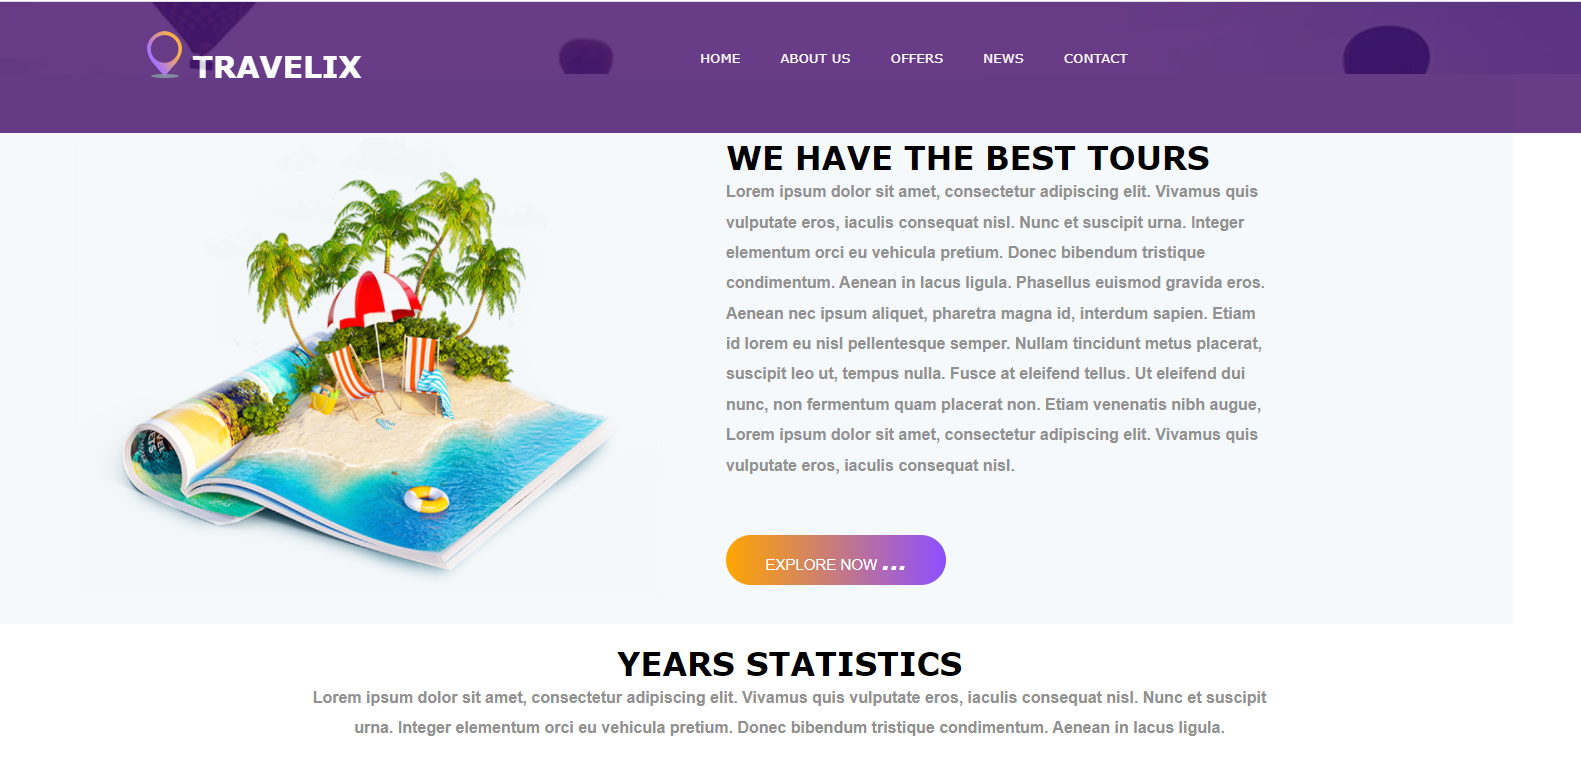 TRAVELIX
HOME ABOUT US OFFERS NEWS CONTACT
WE HAVE THE BEST TOURS
Lorem ipsum dolor sit amet, consectetur adipiscing elit. Vivamus quis
vulputate eros, iaculis consequat nisl. Nunc et suscipit urna. Integer
elementum orci eu vehicula pretium. Donec bibendum tristique
condimentum. Aenean in lacus ligula. Phasellus euismod gravida eros.
Aenean nec ipsum aliquet, pharetra magna id, interdum sapien. Etiam
id lorem eu nisl pellentesque semper. Nullam tincidunt metus placerat,
suscipit leo ut, tempus nulla. Fusce at eleifend tellus. Ut eleifend dui
nunc, non fermentum quam placerat non. Etiam venenatis nibh augue,
Lorem ipsum dolor sit amet, consectetur adipiscing elit. Vivamus quis
vulputate eros, iaculis consequat nisl.
EXPLORE NOW ...
YEARS STATISTICS
Lorem ipsum dolor sit amet, consectetur adipiscing elit. Vivamus quis vulputate eros, iaculis consequat nisl. Nunc et suscipit
urna. Integer elementum orci eu vehicula pretium. Donec bibendum tristique condimentum. Aenean in lacus ligula.